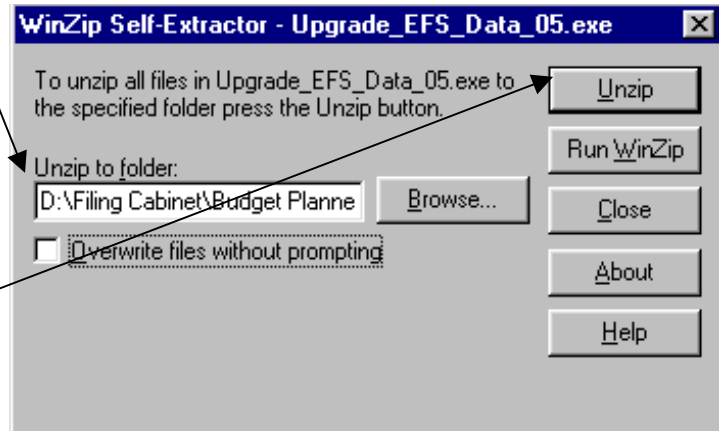 WinZip Self-Extractor - Upgrade_EFS_Data_05.exe
To unzip all files in Upgrade_EFS_Data_05.exe to
the specified folder press the Unzip button.
Unzip to folder:
D:\Filing Cabinet\Budget Planne
Browse...
Overwrite files without prompting
Unzip
Run WinZip
Close
About
Help